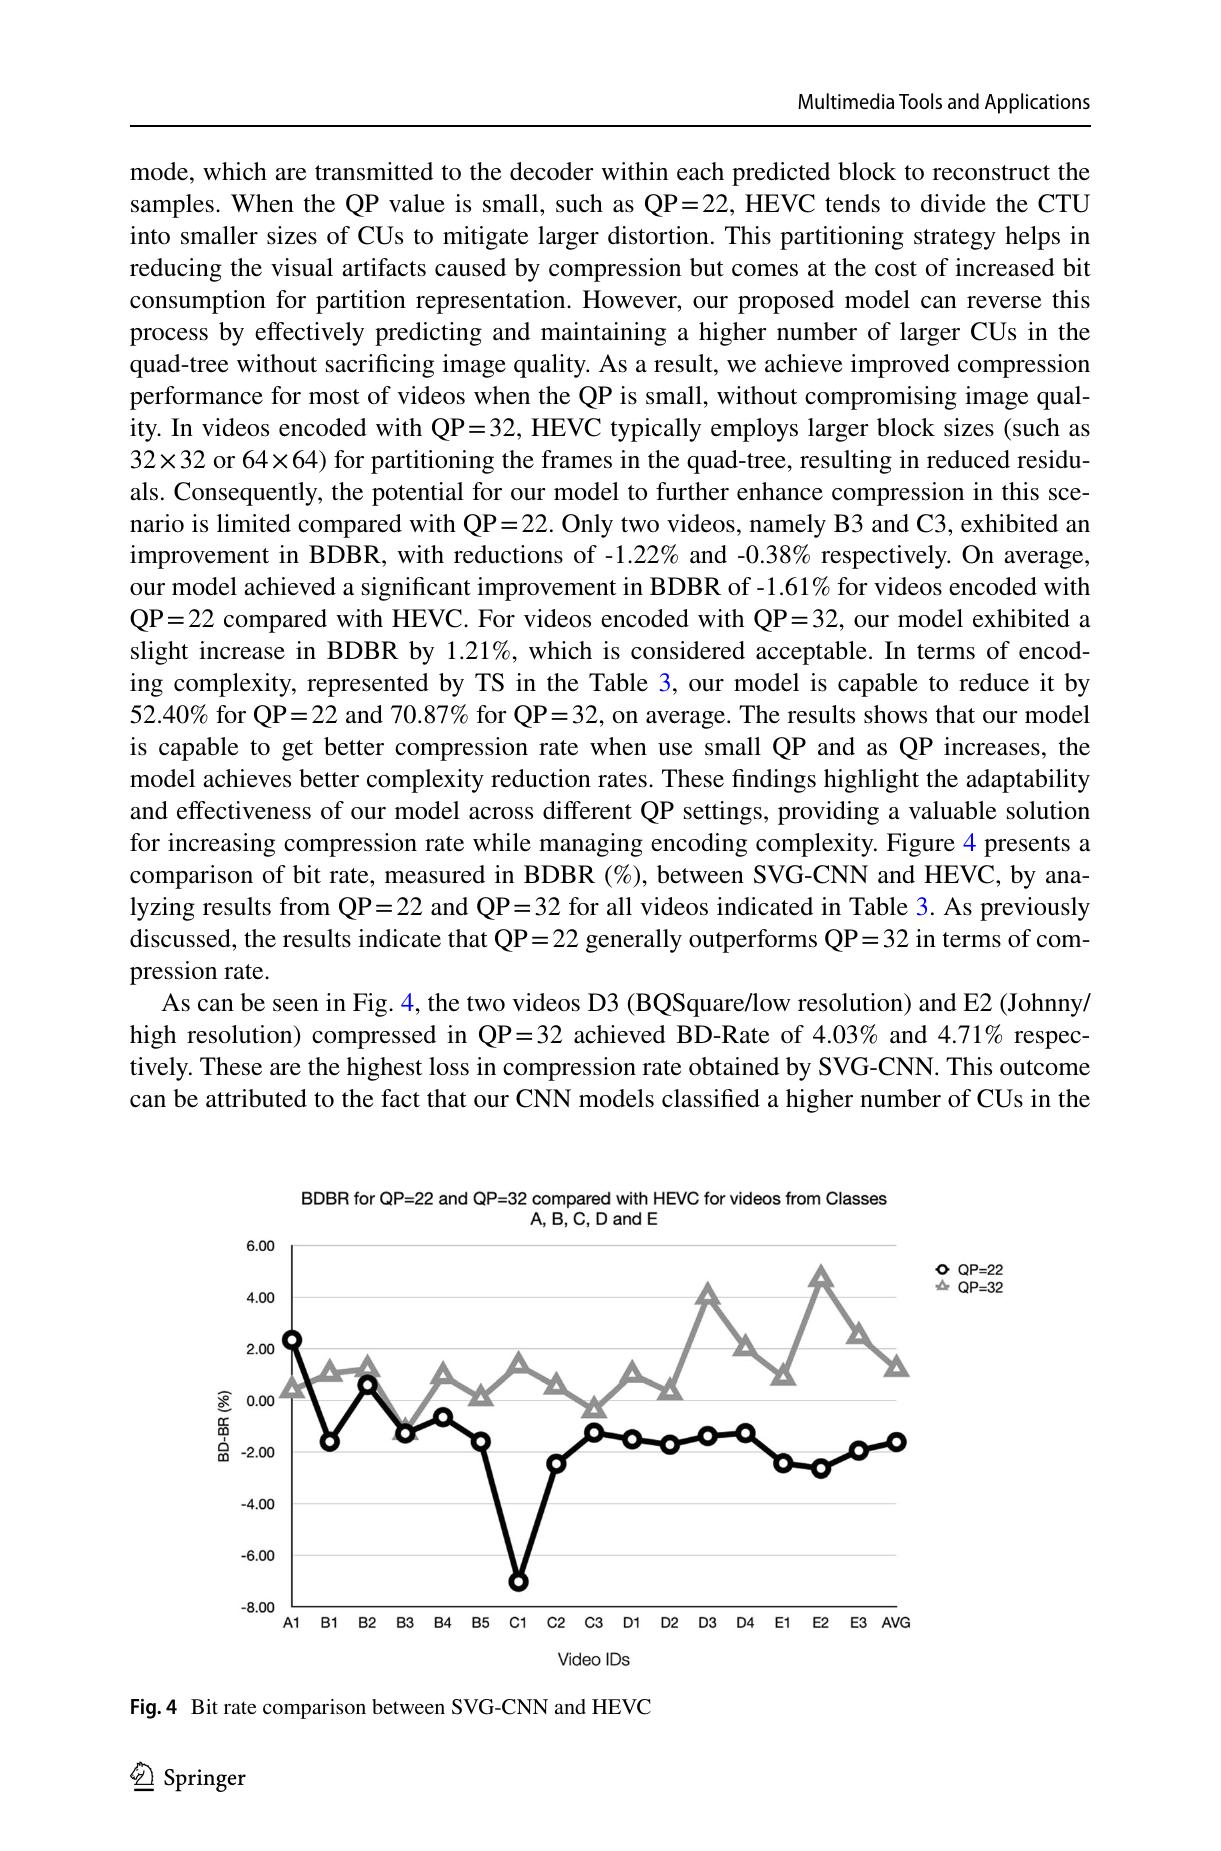 Multimedia Tools and Applications
mode, which are transmitted to the decoder within each predicted block to reconstruct the
samples. When the QP value is small, such as QP=22, HEVC tends to divide the CTU
into smaller sizes of CUs to mitigate larger distortion. This partitioning strategy helps in
reducing the visual artifacts caused by compression but comes at the cost of increased bit
consumption for partition representation. However, our proposed model can reverse this
process by effectively predicting and maintaining a higher number of larger CUs in the
quad-tree without sacrificing image quality. As a result, we achieve improved compression
performance for most of videos when the QP is small, without compromising image qual-
ity. In videos encoded with QP=32, HEVC typically employs larger block sizes (such as
32×32 or 64×64) for partitioning the frames in the quad-tree, resulting in reduced residu-
als. Consequently, the potential for our model to further enhance compression in this sce-
nario is limited compared with QP=22. Only two videos, namely B3 and C3, exhibited an
improvement in BDBR, with reductions of -1.22% and -0.38% respectively. On average,
our model achieved a significant improvement in BDBR of -1.61% for videos encoded with
QP=22 compared with HEVC. For videos encoded with QP=32, our model exhibited a
slight increase in BDBR by 1.21%, which is considered acceptable. In terms of encod-
ing complexity, represented by TS in the Table 3, our model is capable to reduce it by
52.40% for QP=22 and 70.87% for QP=32, on average. The results shows that our model
is capable to get better compression rate when use small QP and as QP increases, the
model achieves better complexity reduction rates. These findings highlight the adaptability
and effectiveness of our model across different QP settings, providing a valuable solution
for increasing compression rate while managing encoding complexity. Figure 4 presents a
comparison of bit rate, measured in BDBR (%), between SVG-CNN and HEVC, by ana-
lyzing results from QP=22 and QP=32 for all videos indicated in Table 3. As previously
discussed, the results indicate that QP=22 generally outperforms QP=32 in terms of com-
pression rate.
As can be seen in Fig. 4, the two videos D3 (BQSquare/low resolution) and E2 (Johnny/
high resolution) compressed in QP=32 achieved BD-Rate of 4.03% and 4.71% respec-
tively. These are the highest loss in compression rate obtained by SVG-CNN. This outcome
can be attributed to the fact that our CNN models classified a higher number of CUs in the
BDBR for QP=22 and QP=32 compared with HEVC for videos from Classes
A, B, C, D and E
6.00
4.00
2.00
0.00
-2.00
-4.00
-6.00
-8.00
BD-BR (%)
QP=22
QP=32
A1 B1 B2 B3 B4 B5 C1 C2 C3 D1 D2 D3 D4 E1 E2 E3 AVG
Video IDs
Fig. 4 Bit rate comparison between SVG-CNN and HEVC
Springer